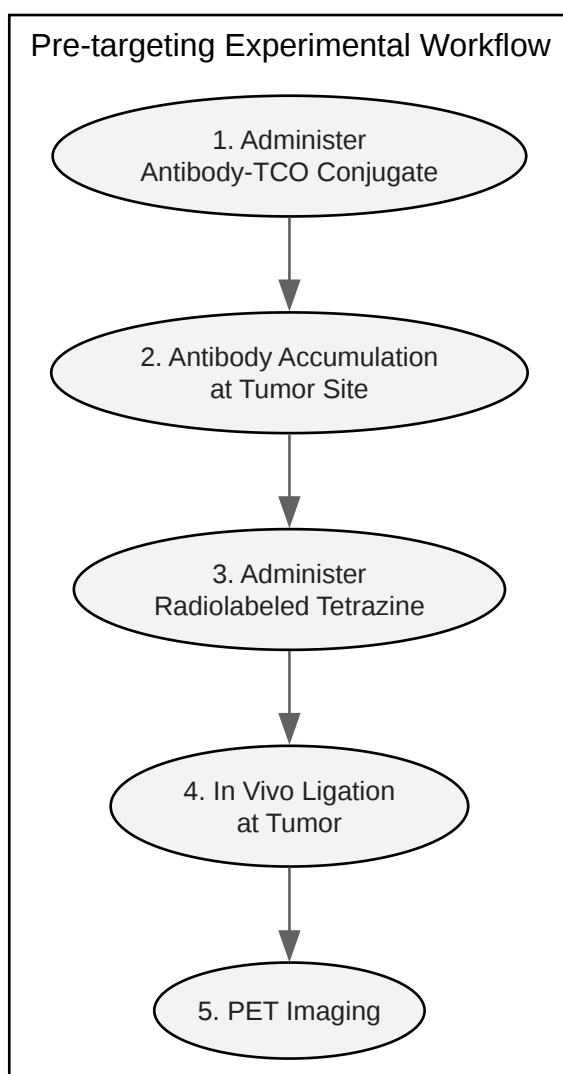 Pre-targeting Experimental Workflow
1. Administer
Antibody-TCO Conjugate
2. Antibody Accumulation
at Tumor Site
3. Administer
Radiolabeled Tetrazine
4. In Vivo Ligation
at Tumor
5. PET Imaging